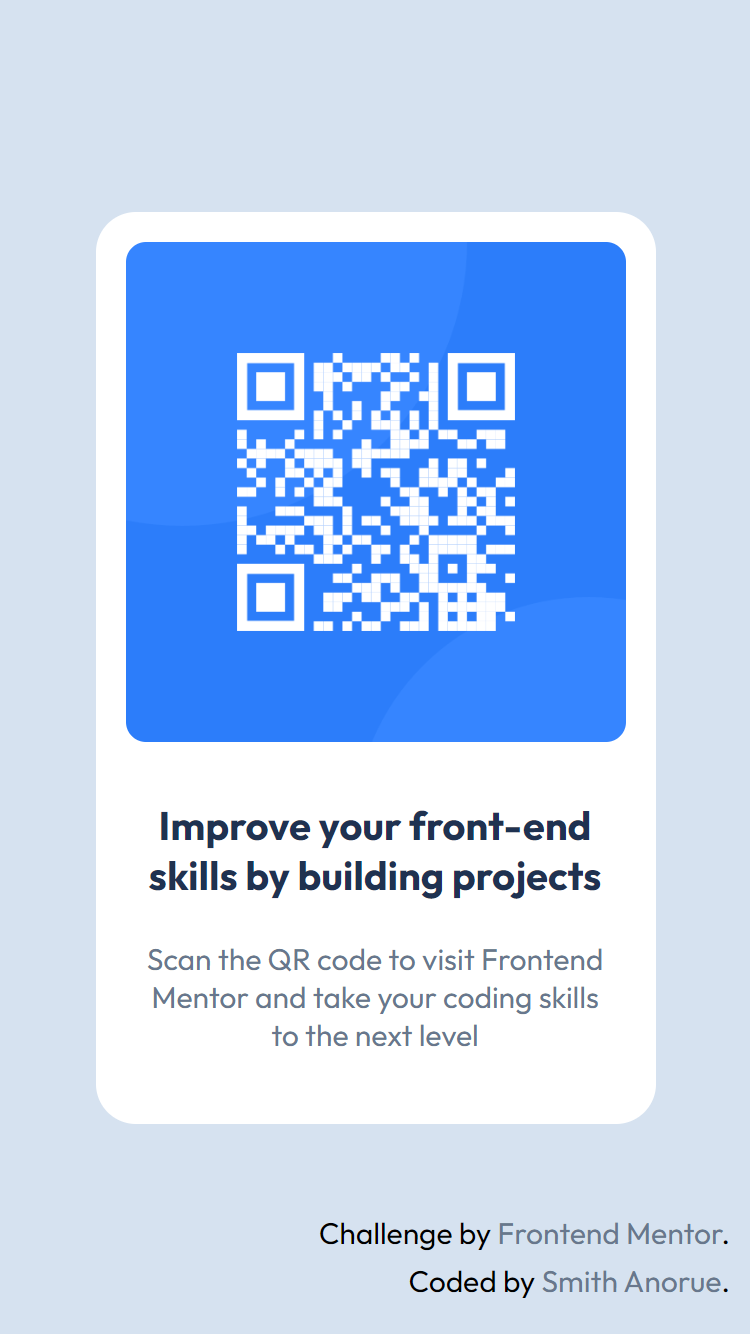 Improve your front-end
skills by building projects
Scan the QR code to visit Frontend
Mentor and take your coding skills
to the next level
Challenge by Frontend Mentor.
Coded by Smith Anorue.